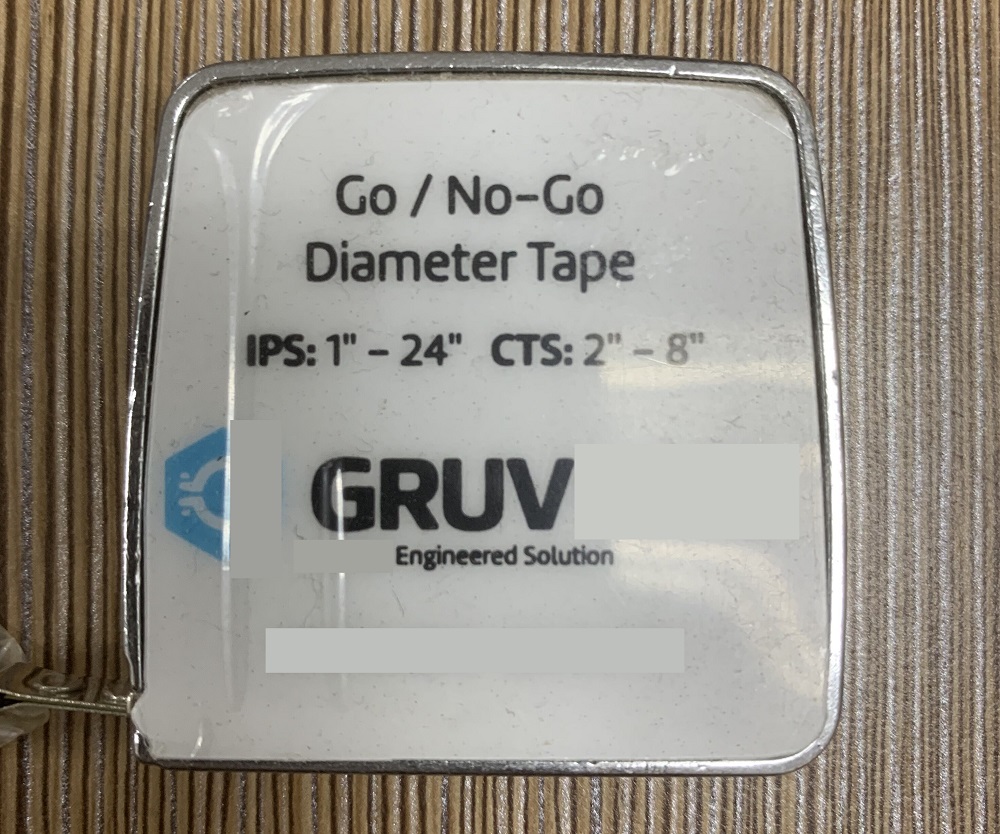 Go / No-Go
Diameter Tape
IPS: 1" – 24" CTS: 2" – 8"
GRUV
Engineered Solution